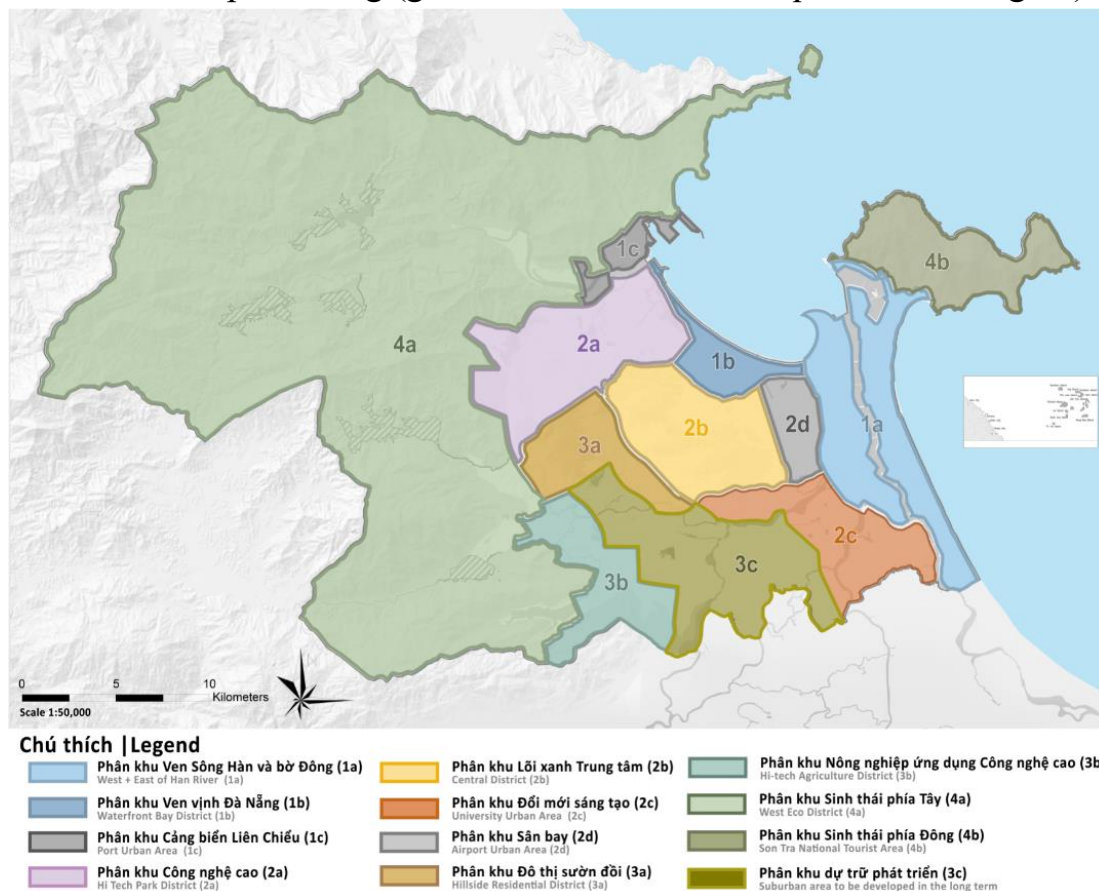 1c
4b
4a
2a
1b
1a
2b
2d
3a
2c
3c
3b
0 5 10
Kilometers
Scale 1:50,000
Chú thích | Legend
Phân khu Ven Sông Hàn và bờ Đông (1a)
West + East of Han River (1a)
Phân khu Ven vịnh Đà Nẵng (1b)
Waterfront Bay District (1b)
Phân khu Cảng biển Liên Chiểu (1c)
Port Urban Area (1c)
Phân khu Công nghệ cao (2a)
Hi Tech Park District (2a)
Phân khu Lõi xanh Trung tâm (2b)
Central District (2b)
Phân khu Đổi mới sáng tạo (2c)
University Urban Area (2c)
Phân khu Sân bay (2d)
Airport Urban Area (2d)
Phân khu Đô thị sườn đồi (3a)
Hillside Residential District (3a)
Phân khu Nông nghiệp ứng dụng Công nghệ cao (3b
Hi-tech Agriculture District (3b)
Phân khu Sinh thái phía Tây (4a)
West Eco District (4a)
Phân khu Sinh thái phía Đông (4b)
Son Tra National Tourist Area (4b)
Phân khu dự trữ phát triển (3c)
Suburban area to be developed in the long term